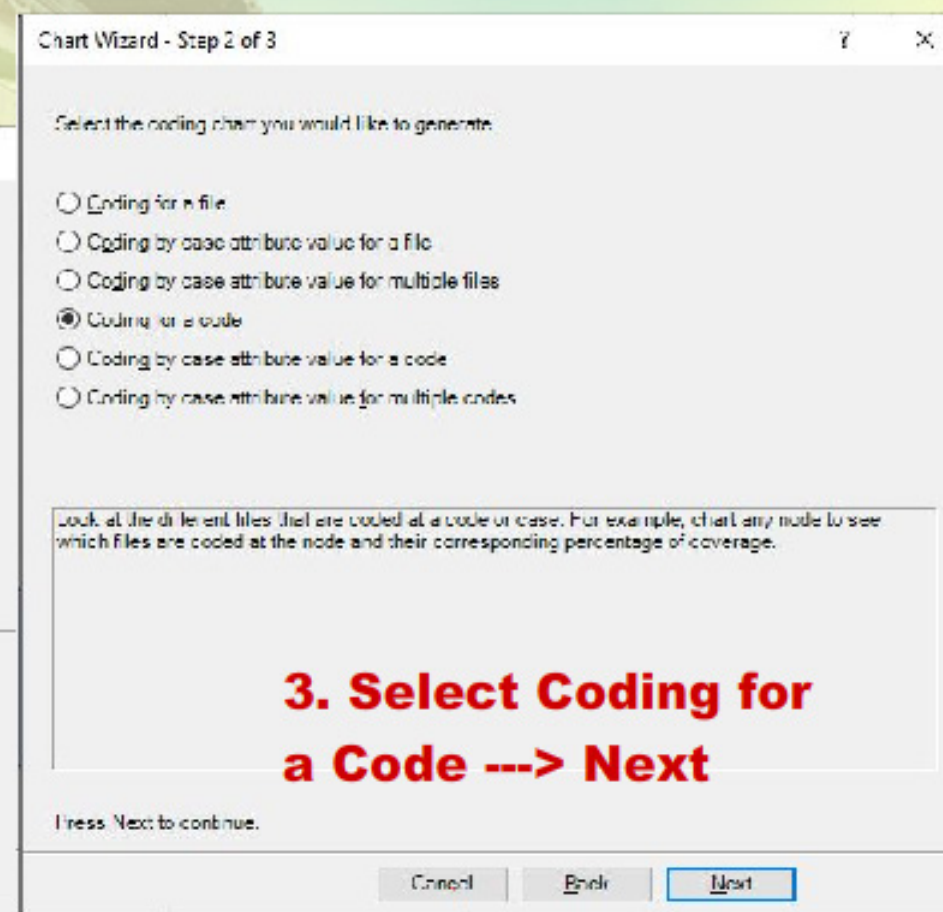 Chart Wizard - Step 2 of 3
Select the coding chart you would like to generate
Coding for a file
Coding by case attribute value for a file
Coding by case attribute value for multiple files
Coding for a code
Coding by case attribute value for a code
Coding by case attribute value for multiple codes
Look at the different files that are coded at a code or case. For example, chart any node to see
which files are coded at the node and their corresponding percentage of coverage.
3. Select Coding for
a Code ---> Next
Press Next to continue.
Cancel Back Next